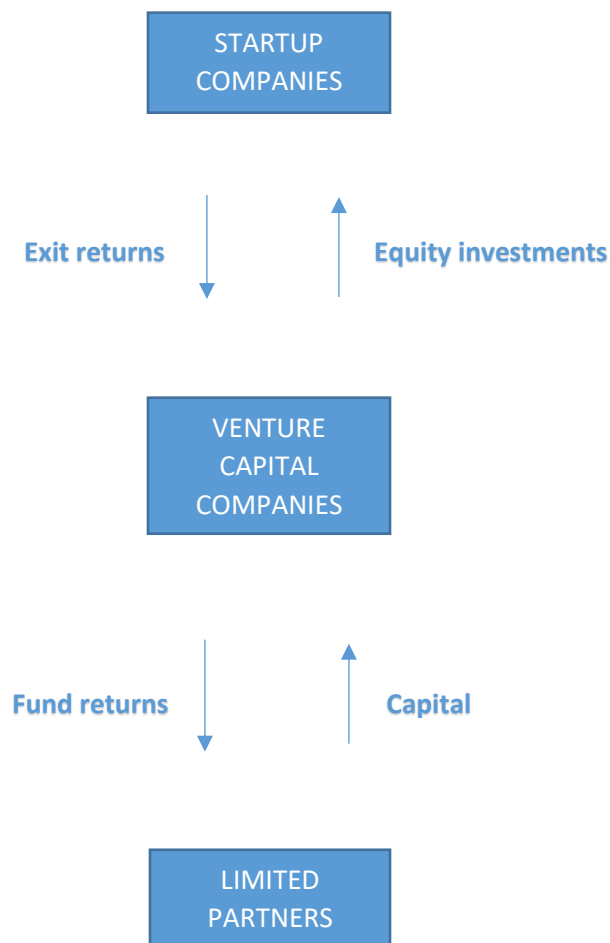 STARTUP
COMPANIES
Exit returns
Equity investments
VENTURE
CAPITAL
COMPANIES
Fund returns
Capital
LIMITED
PARTNERS